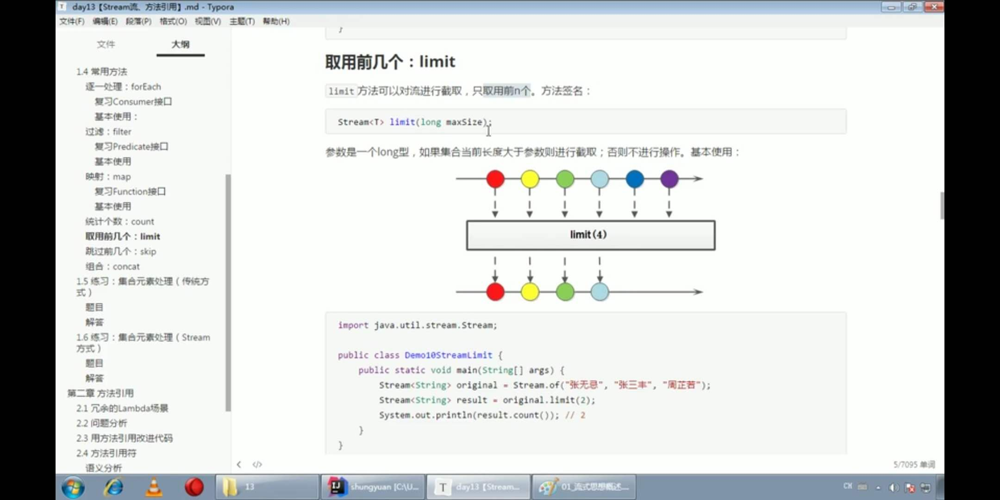 day13【Stream流、方法引用】.md - Typora
文件(F) 编辑(E) 段落(P) 格式(O) 视图(V) 主题(T) 帮助(H)
文件 大纲
1.4 常用方法
逐一处理：forEach
复习Consumer接口
基本使用：
过滤：filter
复习Predicate接口
基本使用
映射：map
复习Function接口
基本使用
统计个数：count
取用前几个：limit
跳过前几个：skip
组合：concat
1.5 练习：集合元素处理（传统方
式）
题目
解答
1.6 练习：集合元素处理（Stream
方式）
题目
解答
第二章 方法引用
2.1 冗余的Lambda场景
2.2 问题分析
2.3 用方法引用改进代码
2.4 方法引用符
语义分析
}
取用前几个：limit
limit方法可以对流进行截取，只取用前n个。方法签名：
Stream<T> limit(long maxSize);
参数是一个long型，如果集合当前长度大于参数则进行截取；否则不进行操作。基本使用：
limit(4)
import java.util.stream.Stream;
public class Demo10StreamLimit {
public static void main(String[] args) {
Stream<String> original = Stream.of("张无忌", "张三丰", "周芷若");
Stream<String> result = original.limit(2);
System.out.println(result.count()); // 2
}
}
5/7095 单词
13
shungyuan [C:\U...
day13【Stream...
01_流式思想概述...
CH